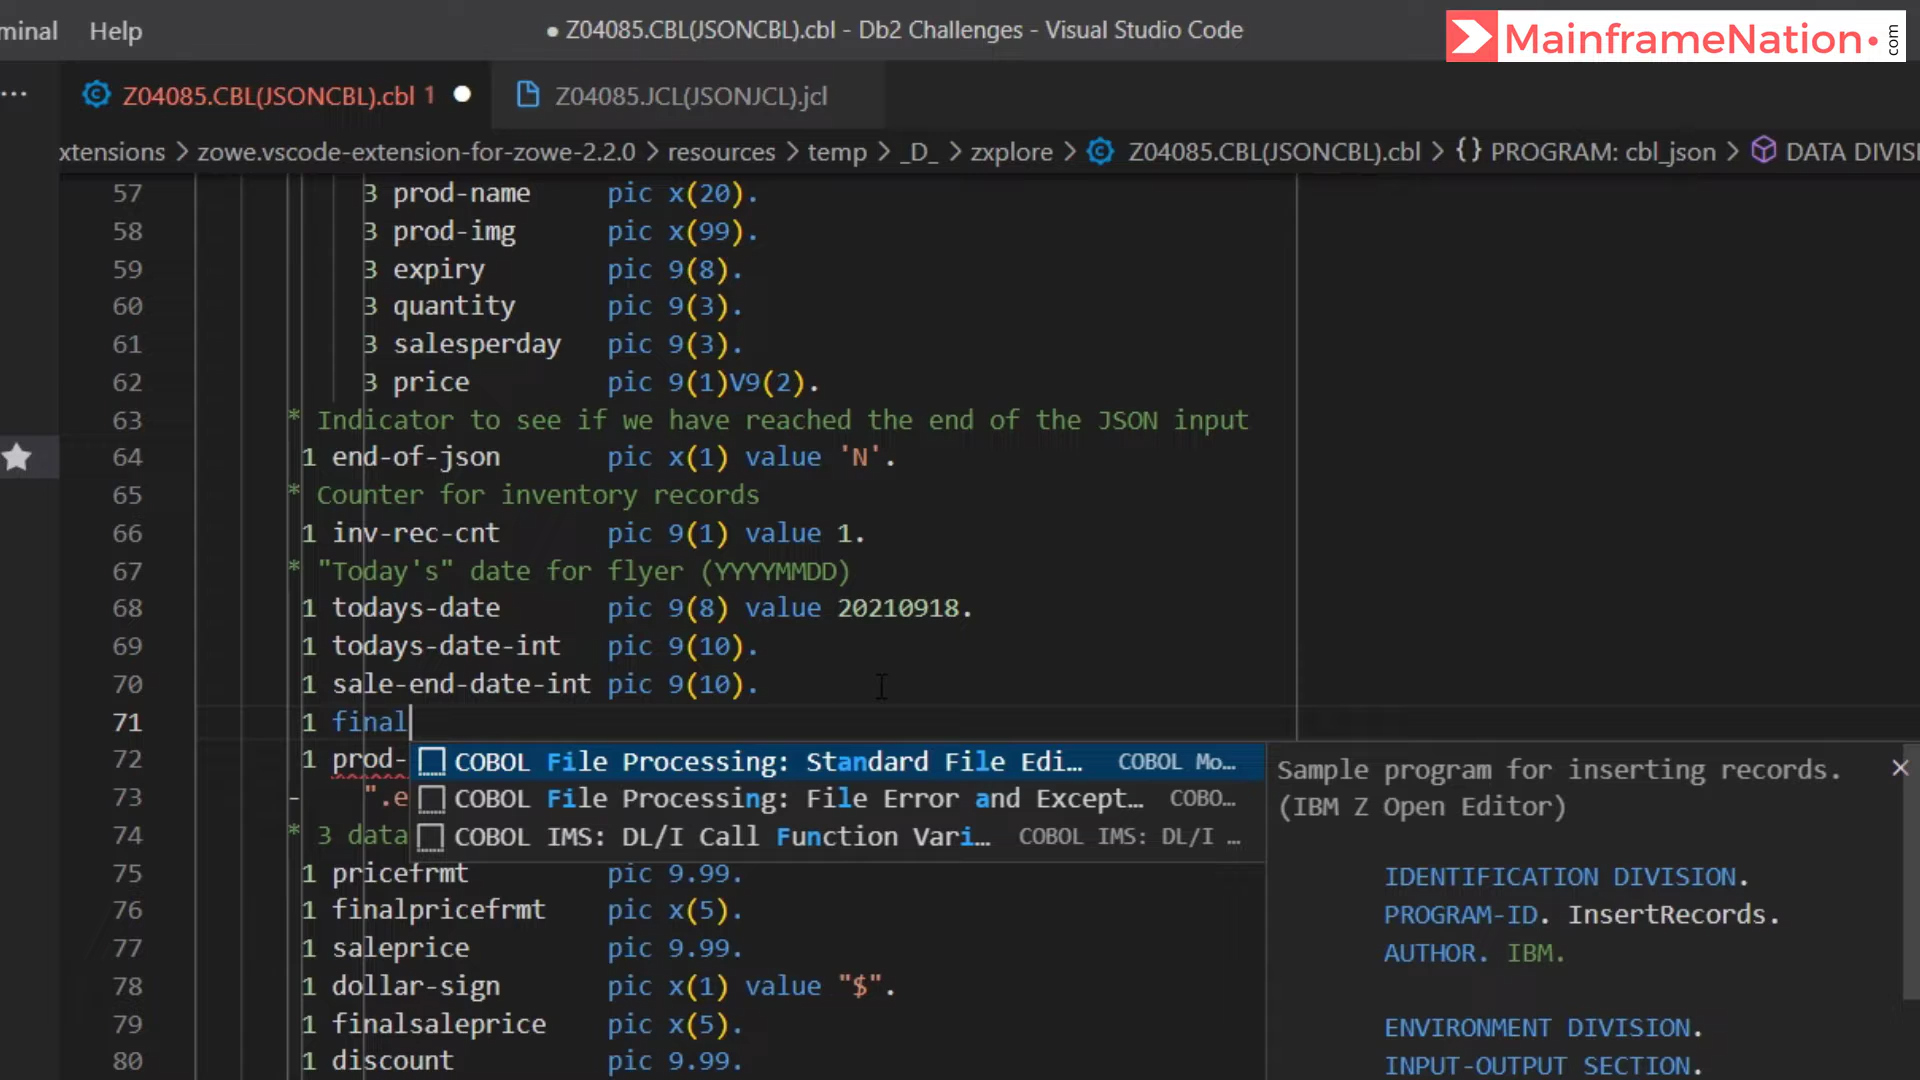 minal Help
● Z04085.CBL(JSONCBL).cbl - Db2 Challenges - Visual Studio Code
MainframeNation.com
... Z04085.CBL(JSONCBL).cbl 1 ●
Z04085.JCL(JSONJCL).jcl
xtensions > zowe.vscode-extension-for-zowe-2.2.0 > resources > temp > _D_ > zxplore > Z04085.CBL(JSONCBL).cbl > {} PROGRAM: cbl_json > DATA DIVIS
57 3 prod-name pic x(20).
58 3 prod-img pic x(99).
59 3 expiry pic 9(8).
60 3 quantity pic 9(3).
61 3 salesperday pic 9(3).
62 3 price pic 9(1)V9(2).
63 * Indicator to see if we have reached the end of the JSON input
64 1 end-of-json pic x(1) value 'N'.
65 * Counter for inventory records
66 1 inv-rec-cnt pic 9(1) value 1.
67 * "Today's" date for flyer (YYYYMMDD)
68 1 todays-date pic 9(8) value 20210918.
69 1 todays-date-int pic 9(10).
70 1 sale-end-date-int pic 9(10).
71 1 final
72 1 prod-
73 - ".e
74 * 3 data
75 1 pricefrmt pic 9.99.
76 1 finalpricefrmt pic x(5).
77 1 saleprice pic 9.99.
78 1 dollar-sign pic x(1) value "$".
79 1 finalsaleprice pic x(5).
80 1 discount pic 9.99.
COBOL File Processing: Standard File Edi... COBOL Mo...
COBOL File Processing: File Error and Except... COBO...
COBOL IMS: DL/I Call Function Vari... COBOL IMS: DL/I ...
Sample program for inserting records.
(IBM Z Open Editor)
IDENTIFICATION DIVISION.
PROGRAM-ID. InsertRecords.
AUTHOR. IBM.
ENVIRONMENT DIVISION.
INPUT-OUTPUT SECTION.